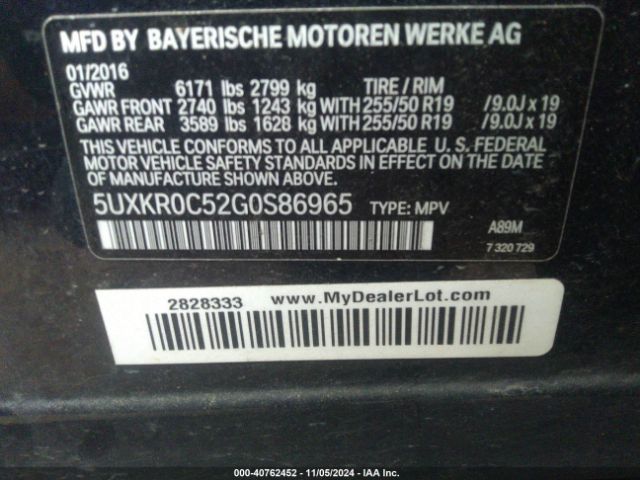 MFD BY BAYERISCHE MOTOREN WERKE AG
01/2016
GVWR 6171 lbs 2799 kg TIRE / RIM
GAWR FRONT 2740 lbs 1243 kg WITH 255/50 R19 /9.0J x 19
GAWR REAR 3589 lbs 1628 kg WITH 255/50 R19 /9.0J x 19
THIS VEHICLE CONFORMS TO ALL APPLICABLE U. S. FEDERAL
MOTOR VEHICLE SAFETY STANDARDS IN EFFECT ON THE DATE OF
MANUFACTURE SHOWN ABOVE.
5UXKR0C52G0S86965 TYPE: MPV
A89M
7 320 729
2828333 www.MyDealerLot.com
000-40762452 - 11/05/2024 - IAA Inc.